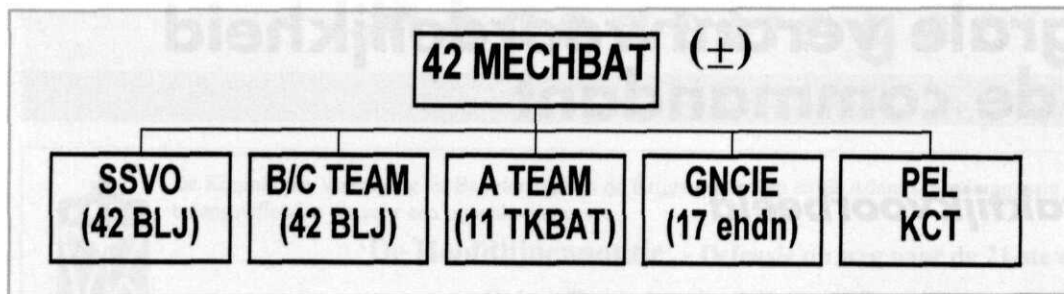 42 MECHBAT (±)
SSVO
(42 BLJ)
B/C TEAM
(42 BLJ)
A TEAM
(11 TKBAT)
GNCIE
(17 ehdn)
PEL
KCT